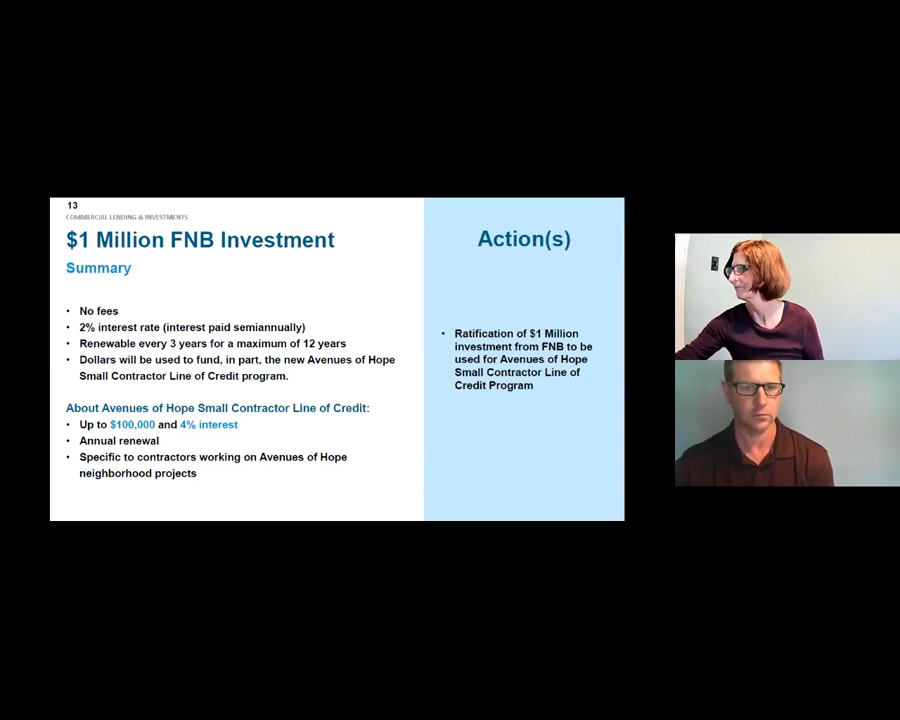 13
COMMERCIAL LENDING & INVESTMENTS
$1 Million FNB Investment
Summary
• No fees
• 2% interest rate (interest paid semiannually)
• Renewable every 3 years for a maximum of 12 years
• Dollars will be used to fund, in part, the new Avenues of Hope
Small Contractor Line of Credit program.
About Avenues of Hope Small Contractor Line of Credit:
• Up to $100,000 and 4% interest
• Annual renewal
• Specific to contractors working on Avenues of Hope
neighborhood projects
Action(s)
• Ratification of $1 Million
investment from FNB to be
used for Avenues of Hope
Small Contractor Line of
Credit Program